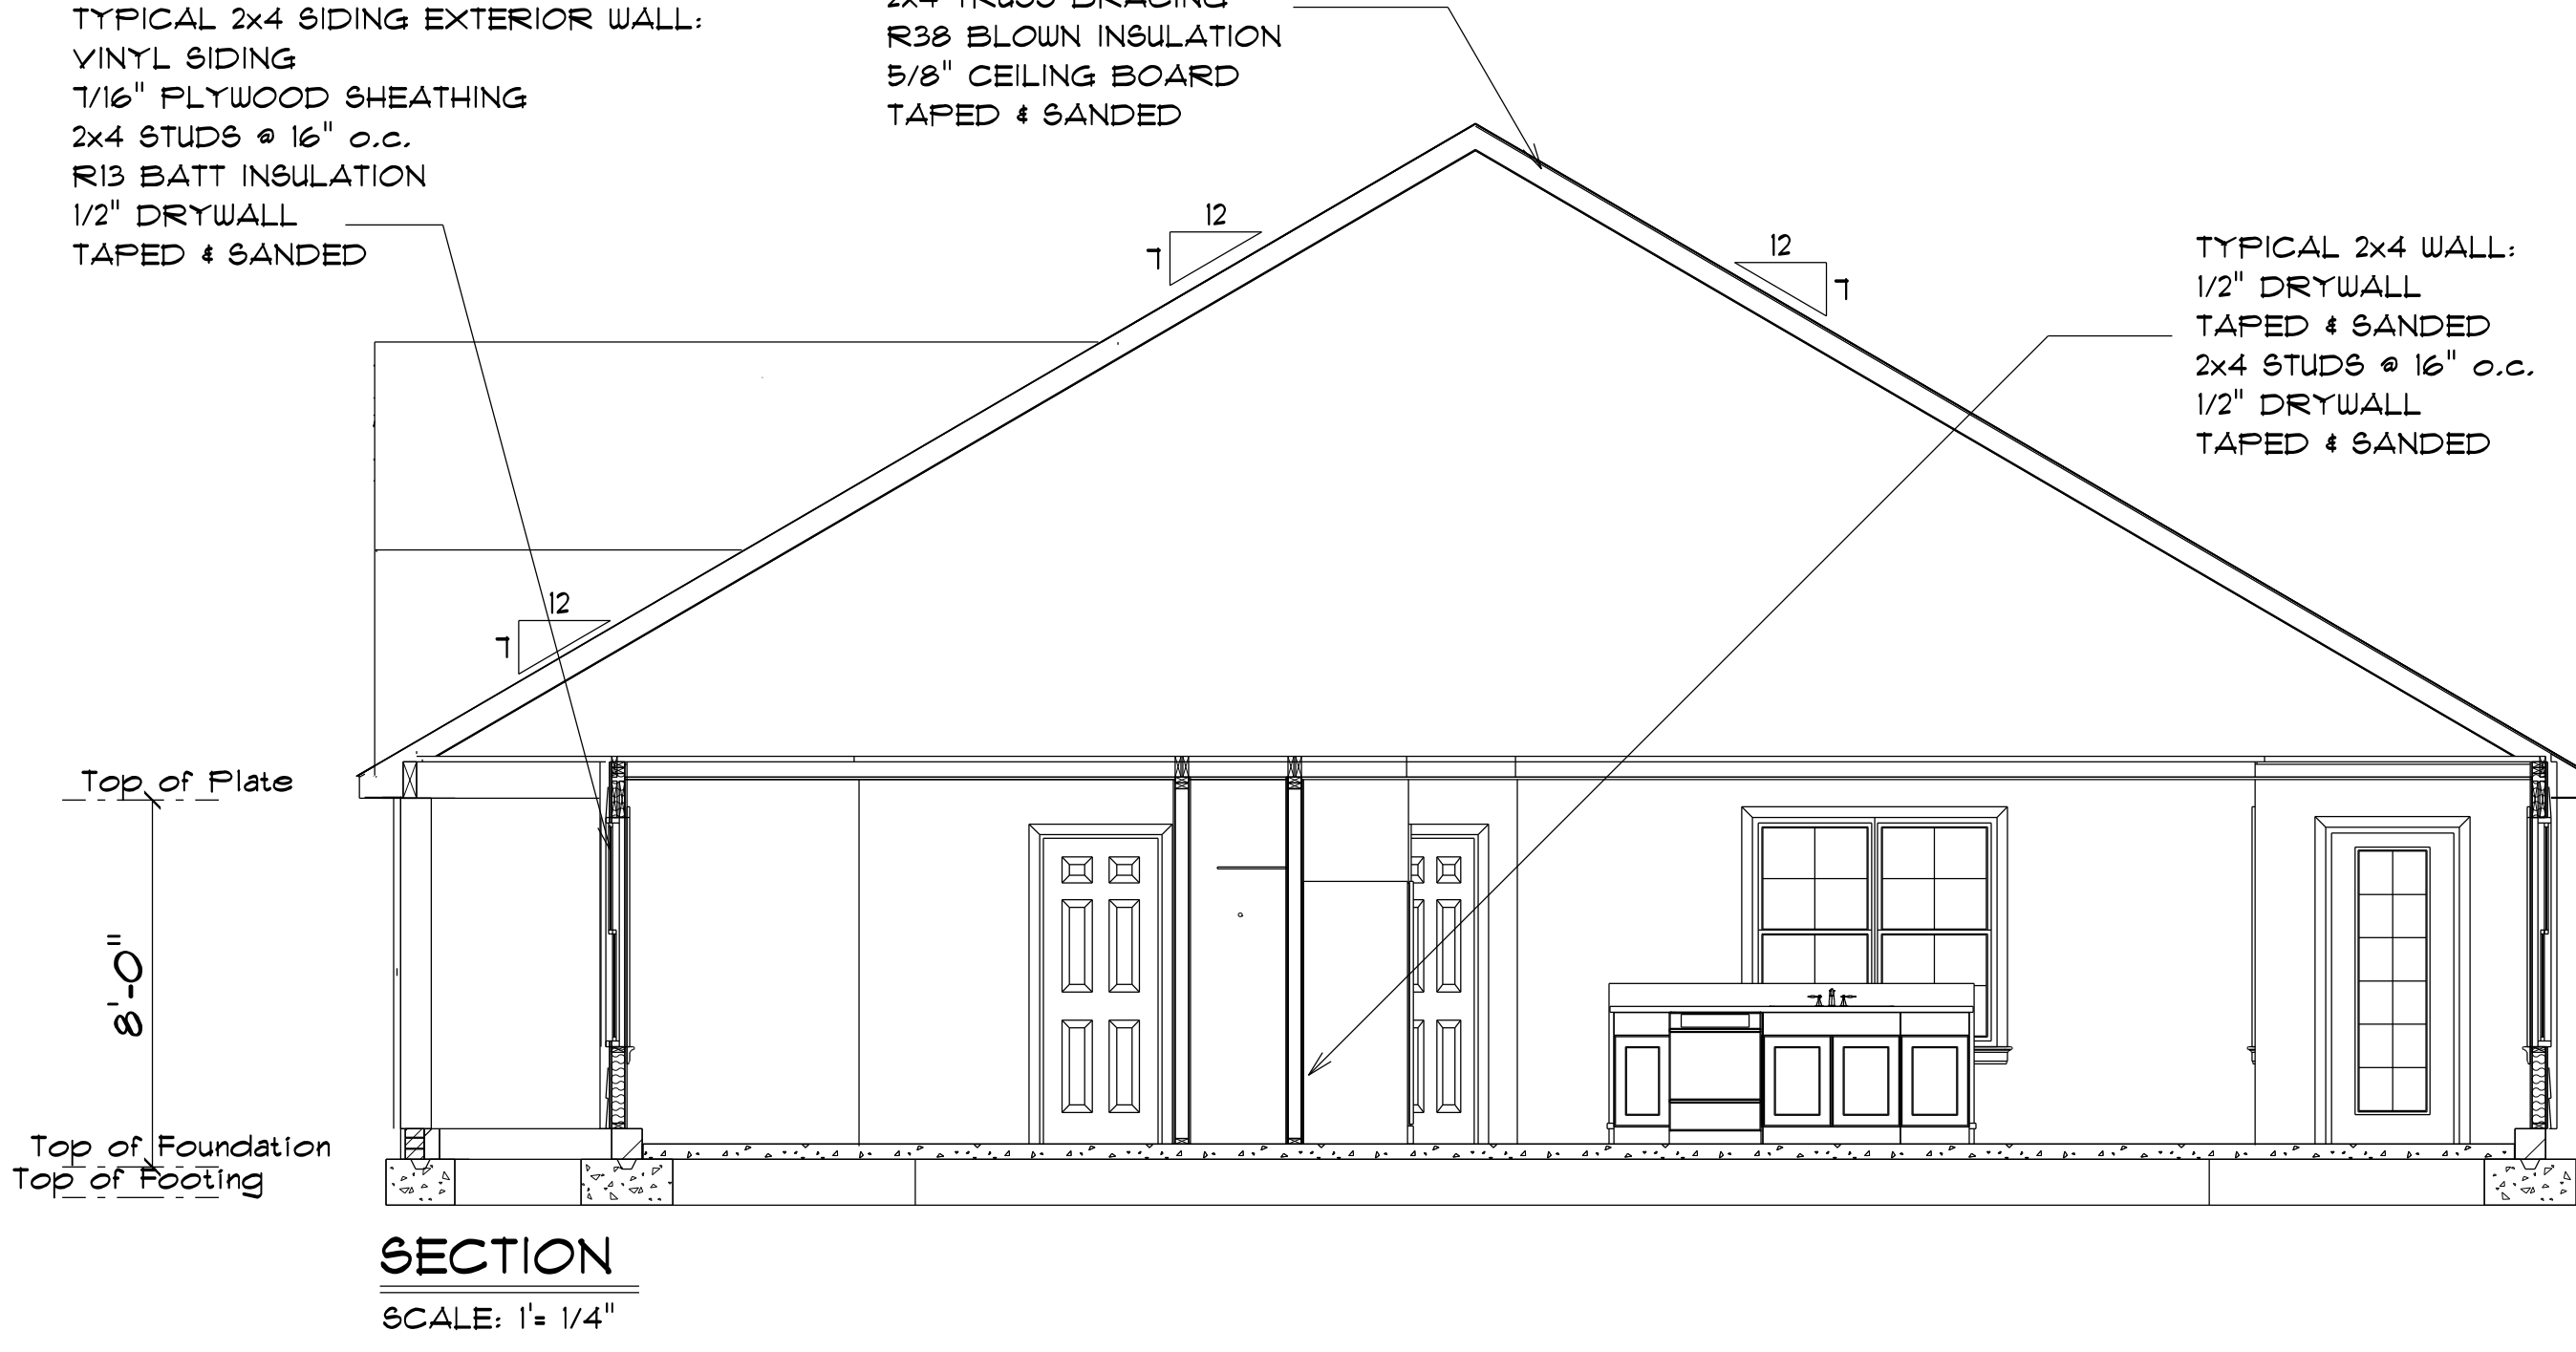 TYPICAL 2x4 SIDING EXTERIOR WALL:
VINYL SIDING
7/16" PLYWOOD SHEATHING
2x4 STUDS @ 16" o.c.
R13 BATT INSULATION
1/2" DRYWALL
TAPED & SANDED
2x4 TRUSS BRACING
R38 BLOWN INSULATION
5/8" CEILING BOARD
TAPED & SANDED
12
7
12
7
TYPICAL 2x4 WALL:
1/2" DRYWALL
TAPED & SANDED
2x4 STUDS @ 16" o.c.
1/2" DRYWALL
TAPED & SANDED
12
7
Top of Plate
8'-0"
Top of Foundation
Top of Footing
SECTION
SCALE: 1'= 1/4"